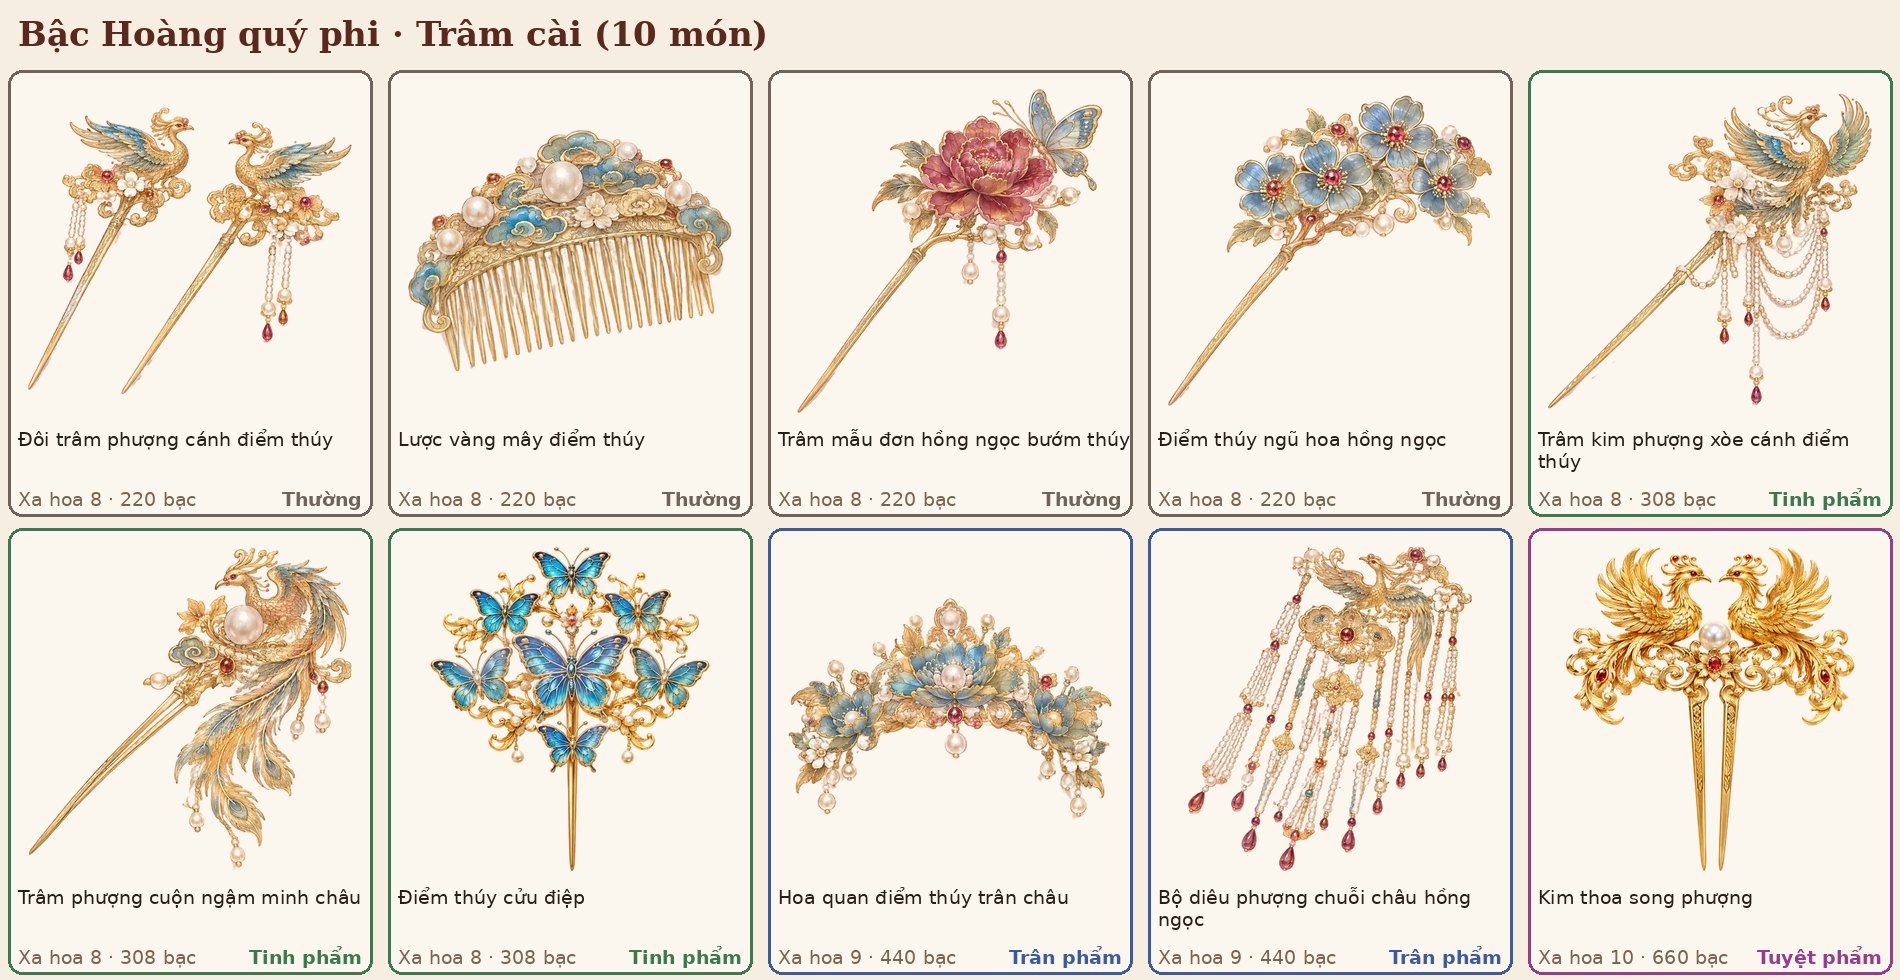 Bậc Hoàng quý phi · Trâm cài (10 món)
Đôi trâm phượng cánh điểm thúy
Xa hoa 8 · 220 bạc
Thường
Lược vàng mây điểm thúy
Xa hoa 8 · 220 bạc
Thường
Trâm mẫu đơn hồng ngọc bướm thúy
Xa hoa 8 · 220 bạc
Thường
Điểm thúy ngũ hoa hồng ngọc
Xa hoa 8 · 220 bạc
Thường
Trâm kim phượng xòe cánh điểm
thúy
Xa hoa 8 · 308 bạc
Tinh phẩm
Trâm phượng cuộn ngậm minh châu
Xa hoa 8 · 308 bạc
Tinh phẩm
Điểm thúy cửu điệp
Xa hoa 8 · 308 bạc
Tinh phẩm
Hoa quan điểm thúy trân châu
Xa hoa 9 · 440 bạc
Trân phẩm
Bộ diêu phượng chuỗi châu hồng
ngọc
Xa hoa 9 · 440 bạc
Trân phẩm
Kim thoa song phượng
Xa hoa 10 · 660 bạc
Tuyệt phẩm